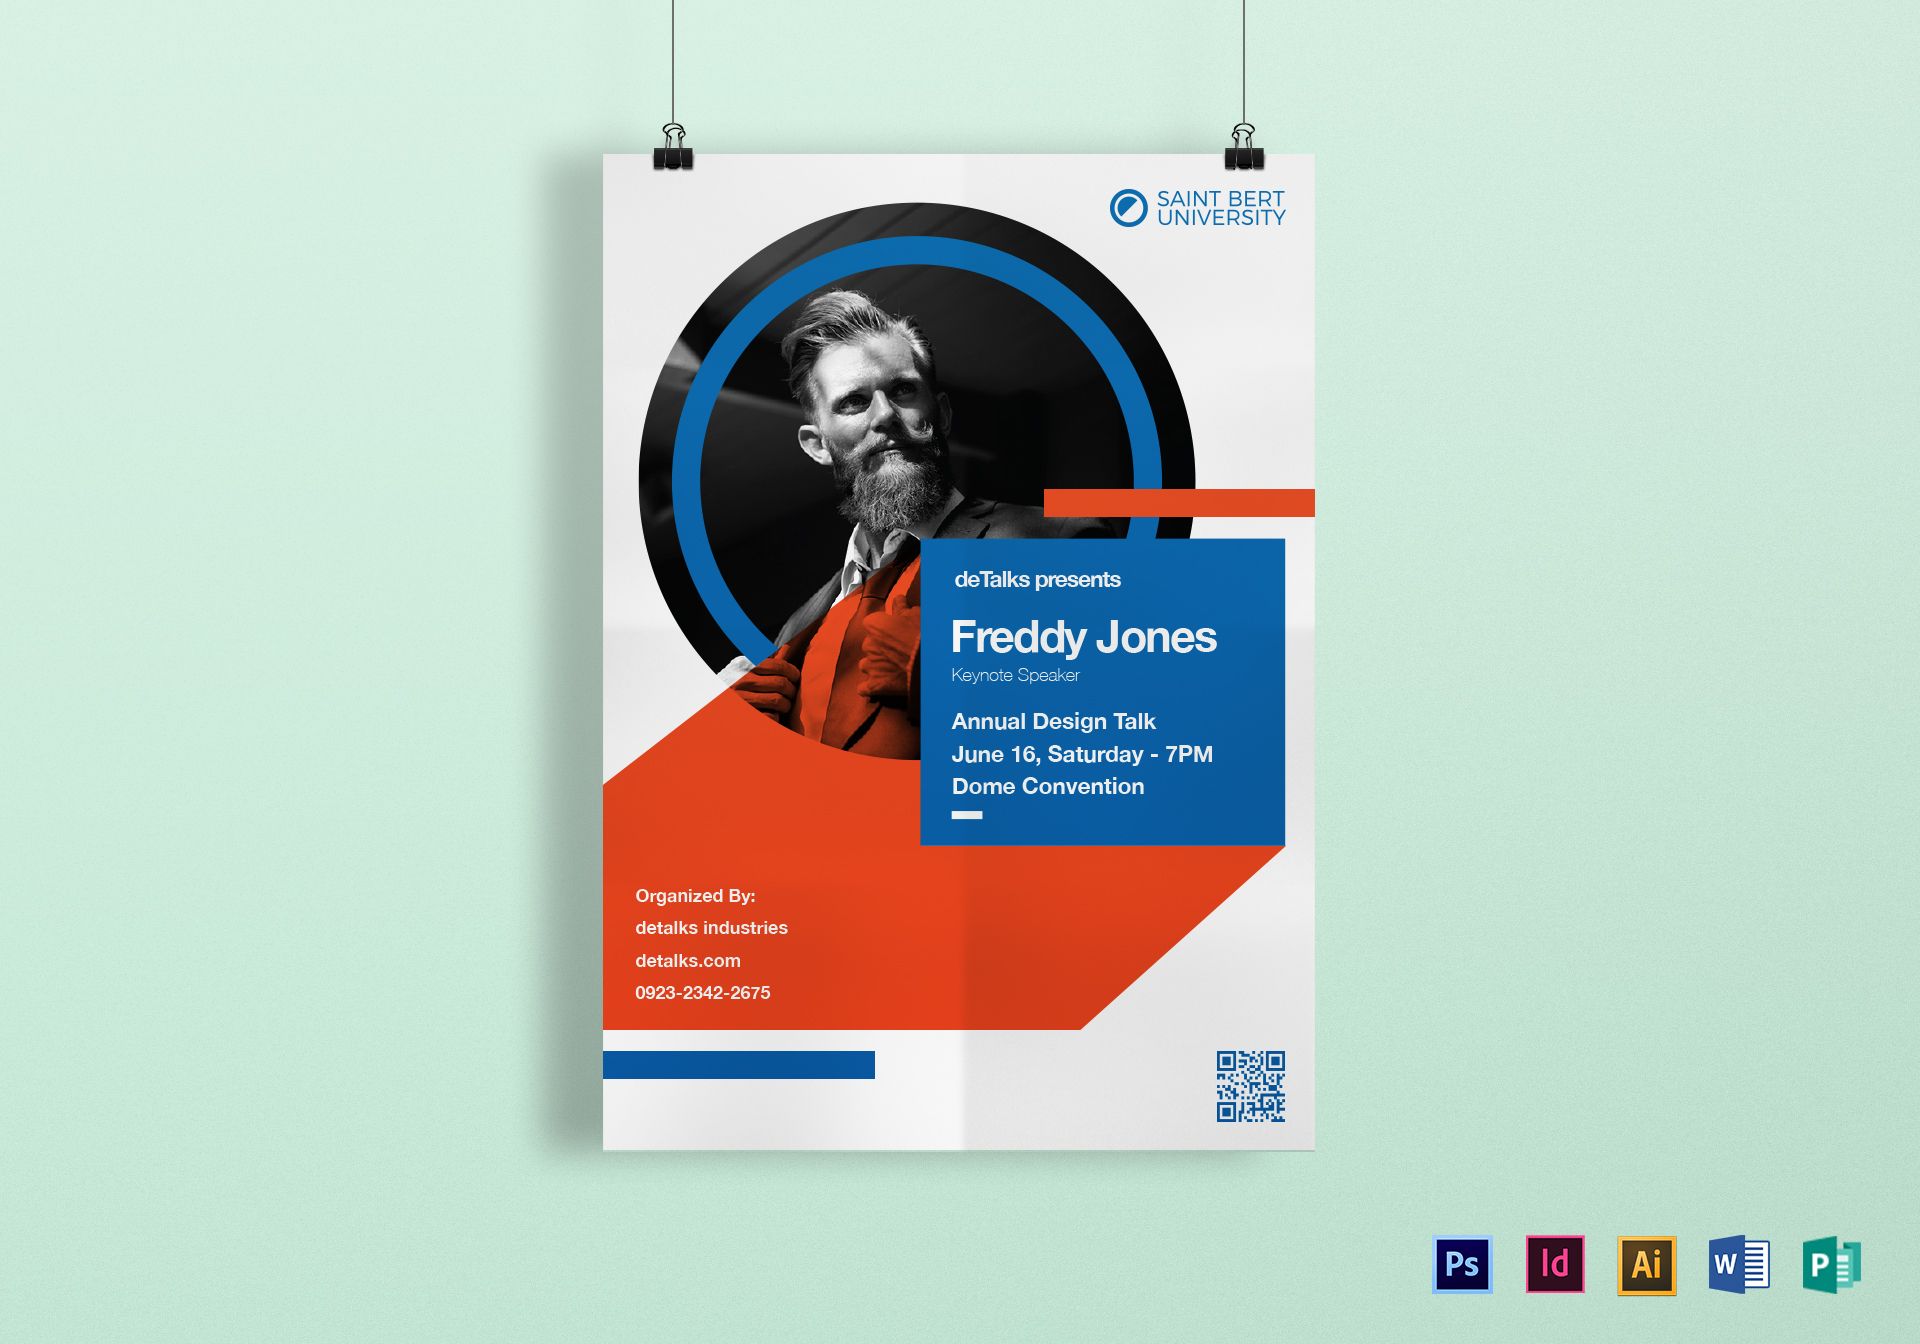 SAINT BERT
UNIVERSITY
deTalks presents
Freddy Jones
Keynote Speaker
Annual Design Talk
June 16, Saturday - 7PM
Dome Convention
Organized By:
detalks industries
detalks.com
0923-2342-2675
Ps
Id
Ai
W
P